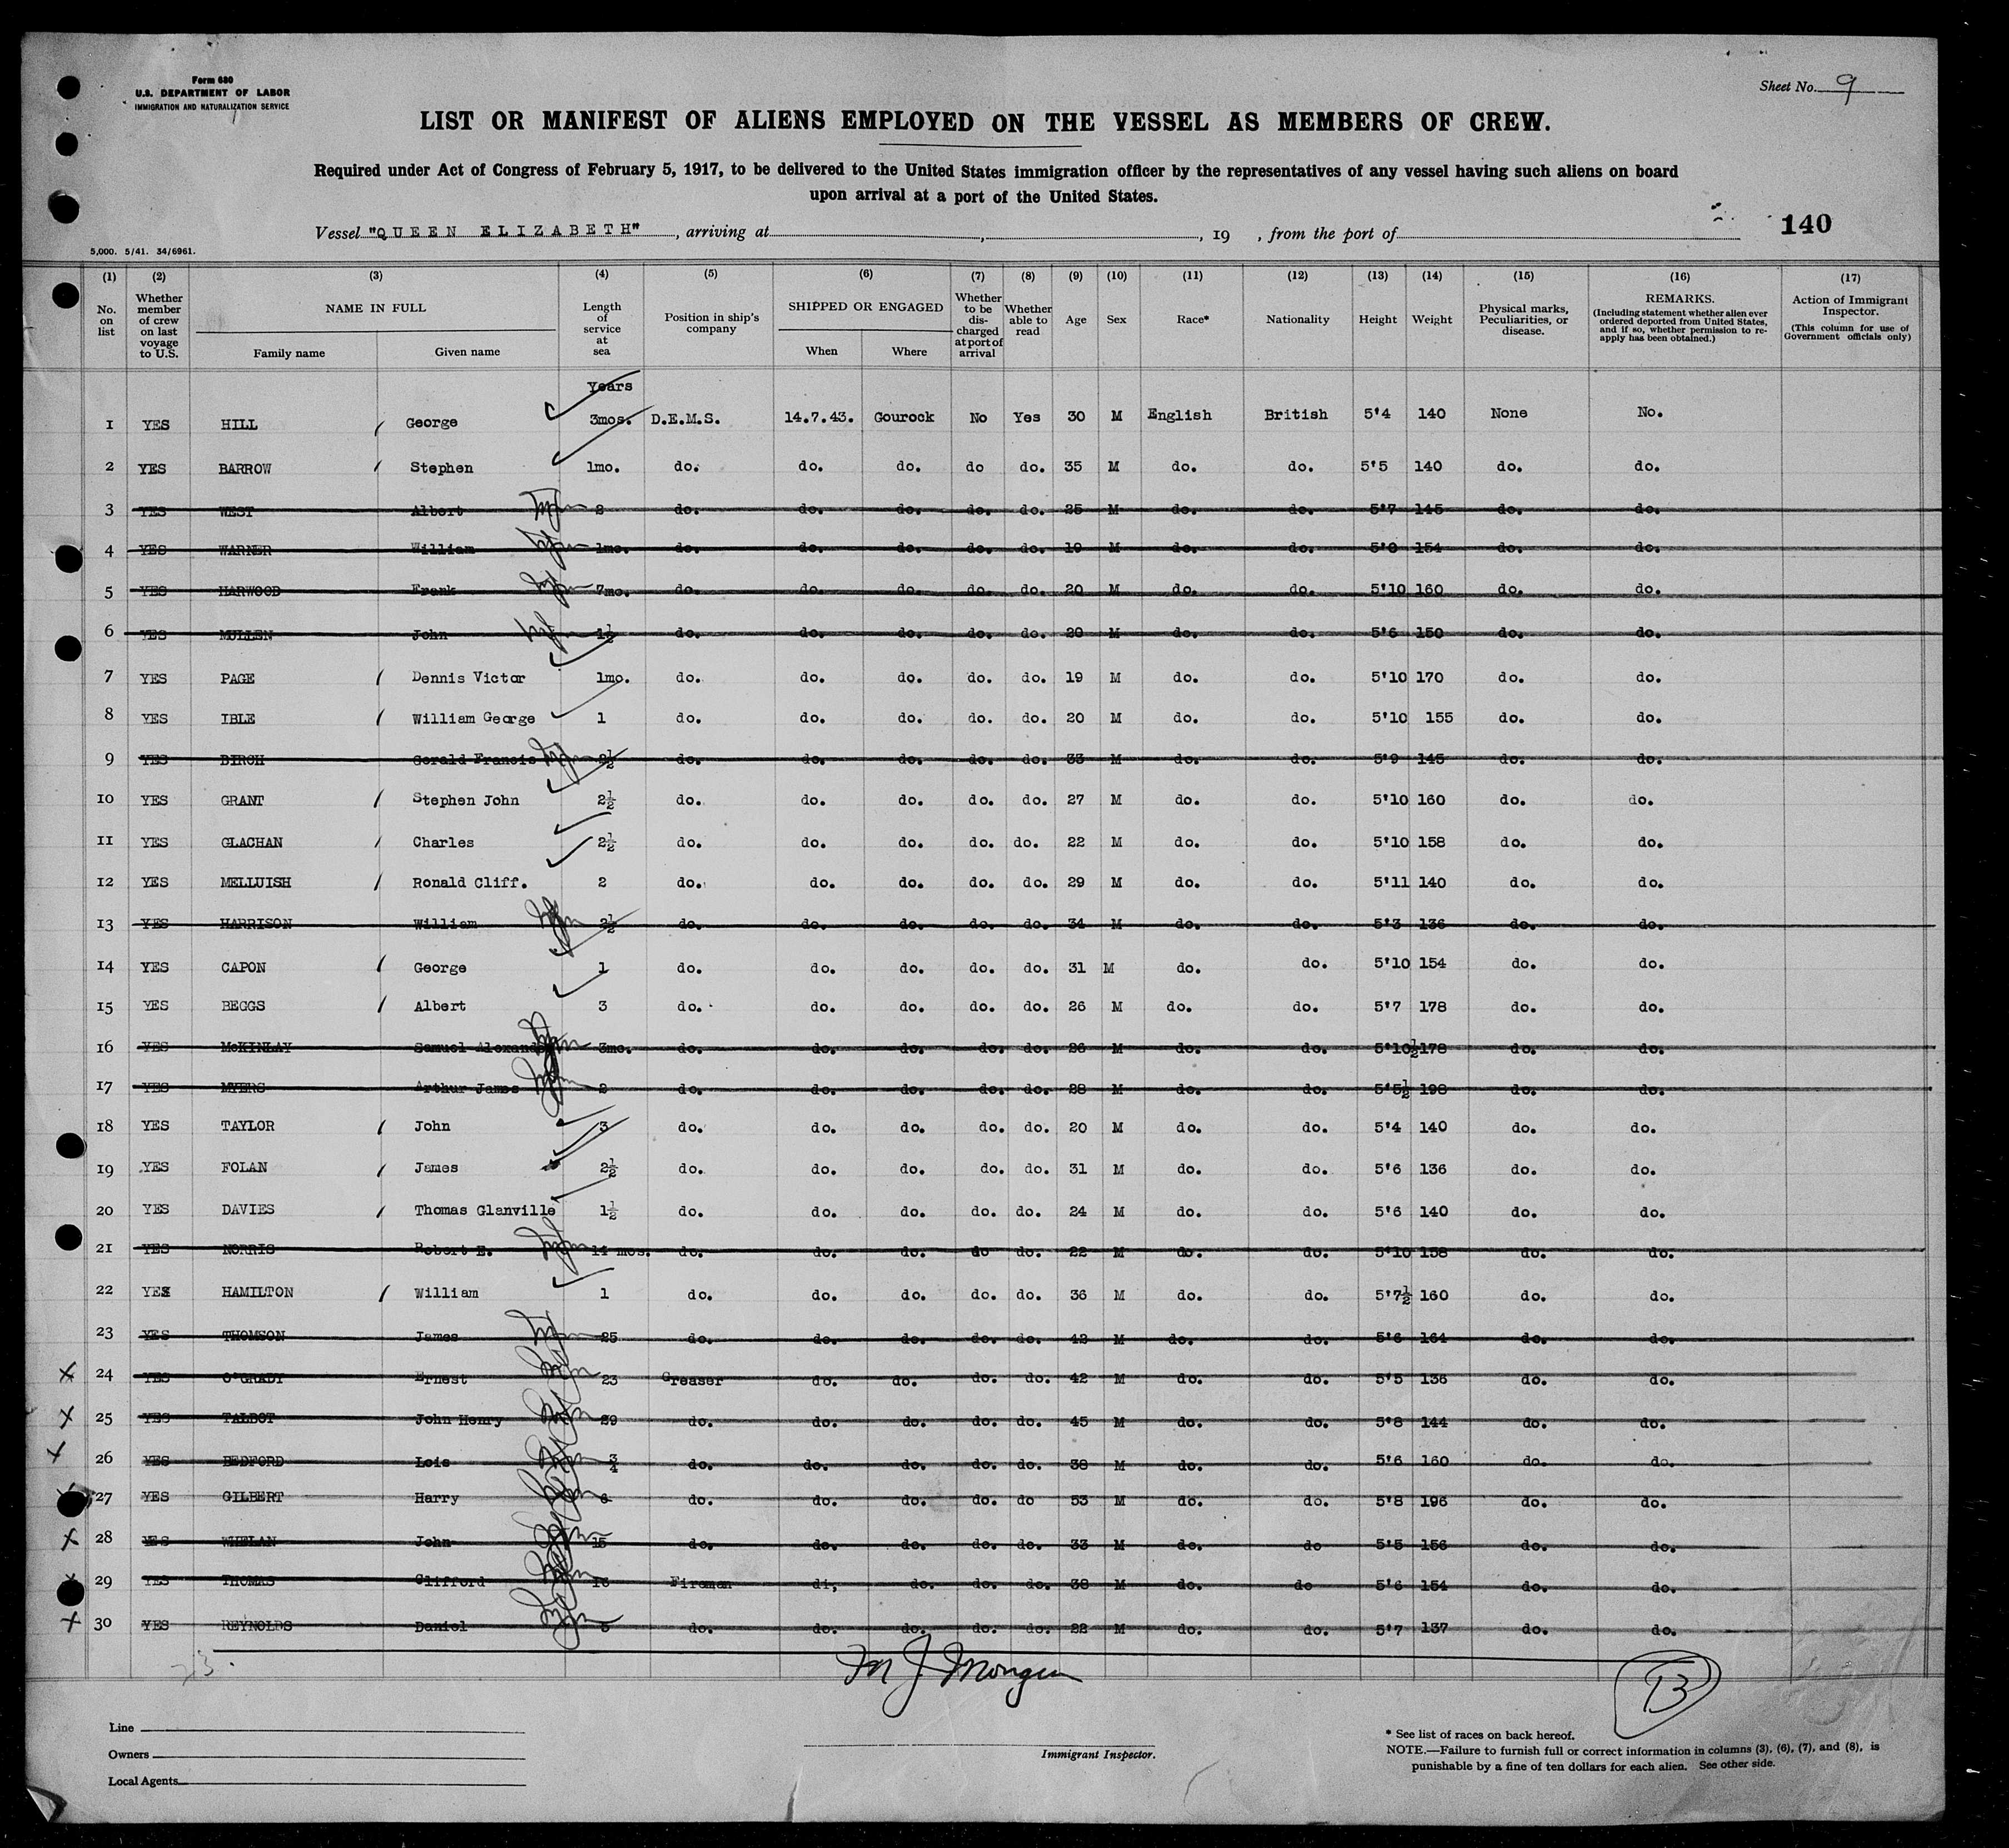 Form 680
U.S. DEPARTMENT OF LABOR
IMMIGRATION AND NATURALIZATION SERVICE
Sheet No. 9
LIST OR MANIFEST OF ALIENS EMPLOYED ON THE VESSEL AS MEMBERS OF CREW.
Required under Act of Congress of February 5, 1917, to be delivered to the United States immigration officer by the representatives of any vessel having such aliens on board
upon arrival at a port of the United States.
Vessel "QUEEN ELIZABETH", arriving at , , 19 , from the port of
140
5,000. 5/41. 34/6961.
(1) (2) (3) (4) (5) (6) (7) (8) (9) (10) (11) (12) (13) (14) (15) (16) (17)
No. on list Whether member of crew on last voyage to U.S. NAME IN FULL Family name Given name Length of service at sea Position in ship's company SHIPPED OR ENGAGED When Where Whether to be discharged at port of arrival Whether able to read Age Sex Race* Nationality Height Weight Physical marks, Peculiarities, or disease. REMARKS. (Including statement whether alien ever ordered deported from United States, and if so, whether permission to re-apply has been obtained.) Action of Immigrant Inspector. (This column for use of Government officials only)
Years
1 YES HILL George 3mos. D.E.M.S. 14.7.43. Gourock No Yes 30 M English British 5'4 140 None No.
2 YES BARROW Stephen 1mo. do. do. do. do do. 35 M do. do. 5'5 140 do. do.
3 YES WEST Albert 2 do. do. do. do. do. 25 M do. do. 5'7 145 do. do.
4 YES WARNER William 1mo. do. do. do. do. do. 19 M do. do. 154 do. do.
5 YES HARWOOD Frank 7mo. do. do. do. do. do. 20 M do. do. 5'10 160 do. do.
6 YES MULLEN John 1½ do. do. do. do. do. 20 M do. do. 5'6 150 do. do.
7 YES PAGE Dennis Victor 1mo. do. do. do. do. do. 19 M do. do. 5'10 170 do. do.
8 YES IBLE William George 1 do. do. do. do. do. 20 M do. do. 5'10 155 do. do.
9 YES BIRCH Gerald Francis 2½ do. do. do. do. do. 33 M do. do. 5'9 145 do. do.
10 YES GRANT Stephen John 2½ do. do. do. do. do. 27 M do. do. 5'10 160 do. do.
11 YES GLACHAN Charles 2½ do. do. do. do. do. 22 M do. do. 5'10 158 do. do.
12 YES MELLUISH Ronald Cliff. 2 do. do. do. do. do. 29 M do. do. 5'11 140 do. do.
13 YES HARRISON William 2½ do. do. do. do. do. 34 M do. do. 5'3 136 do. do.
14 YES CAPON George 1 do. do. do. do. do. 31 M do. do. 5'10 154 do. do.
15 YES BEGGS Albert 3 do. do. do. do. do. 26 M do. do. 5'7 178 do. do.
16 YES McKINLAY Samuel 3mo. do. do. do. do. do. 26 M do. do. 5'10½ 178 do. do.
17 YES MYERS Arthur James 2 do. do. do. do. do. 28 M do. do. 5'5½ 198 do. do.
18 YES TAYLOR John 3 do. do. do. do. do. 20 M do. do. 5'4 140 do. do.
19 YES FOLAN James 2½ do. do. do. do. do. 31 M do. do. 5'6 136 do. do.
20 YES DAVIES Thomas Glanville 1½ do. do. do. do. do. 24 M do. do. 5'6 140 do. do.
21 YES NORRIS Robert E. 14 mos. do. do. do. do do. 22 M do. do. 5'10 158 do. do.
22 YES HAMILTON William 1 do. do. do. do. do. 36 M do. do. 5'7½ 160 do. do.
23 YES THOMSON James 25 do. do. do. do. do. 42 M do. do. 5'6 164 do. do.
X 24 YES O'GRADY Ernest 23 Greaser do. do. do. do. 42 M do. do. 5'5 136 do. do.
X 25 YES TALBOT John Henry 29 do. do. do. do. do. 45 M do. do. 5'8 144 do. do.
X 26 YES BEDFORD Lois ¾ do. do. do. do. do. 38 M do. do. 5'6 160 do. do.
27 YES GILBERT Harry 6 do. do. do. do. do 53 M do. do. 5'8 196 do. do.
X 28 YES WHELAN John 15 do. do. do. do. do. 33 M do. do 5'5 156 do. do.
29 YES THOMAS Clifford 16 Fireman di, do. do. do. 38 M do. do 5'6 154 do. do.
X 30 YES REYNOLDS Daniel 5 do. do. do. do. do. 22 M do. do. 5'7 137 do. do.
M J Mongin
13
Line
Owners
Local Agents
Immigrant Inspector.
* See list of races on back hereof.
NOTE.—Failure to furnish full or correct information in columns (3), (6), (7), and (8), is
punishable by a fine of ten dollars for each alien. See other side.